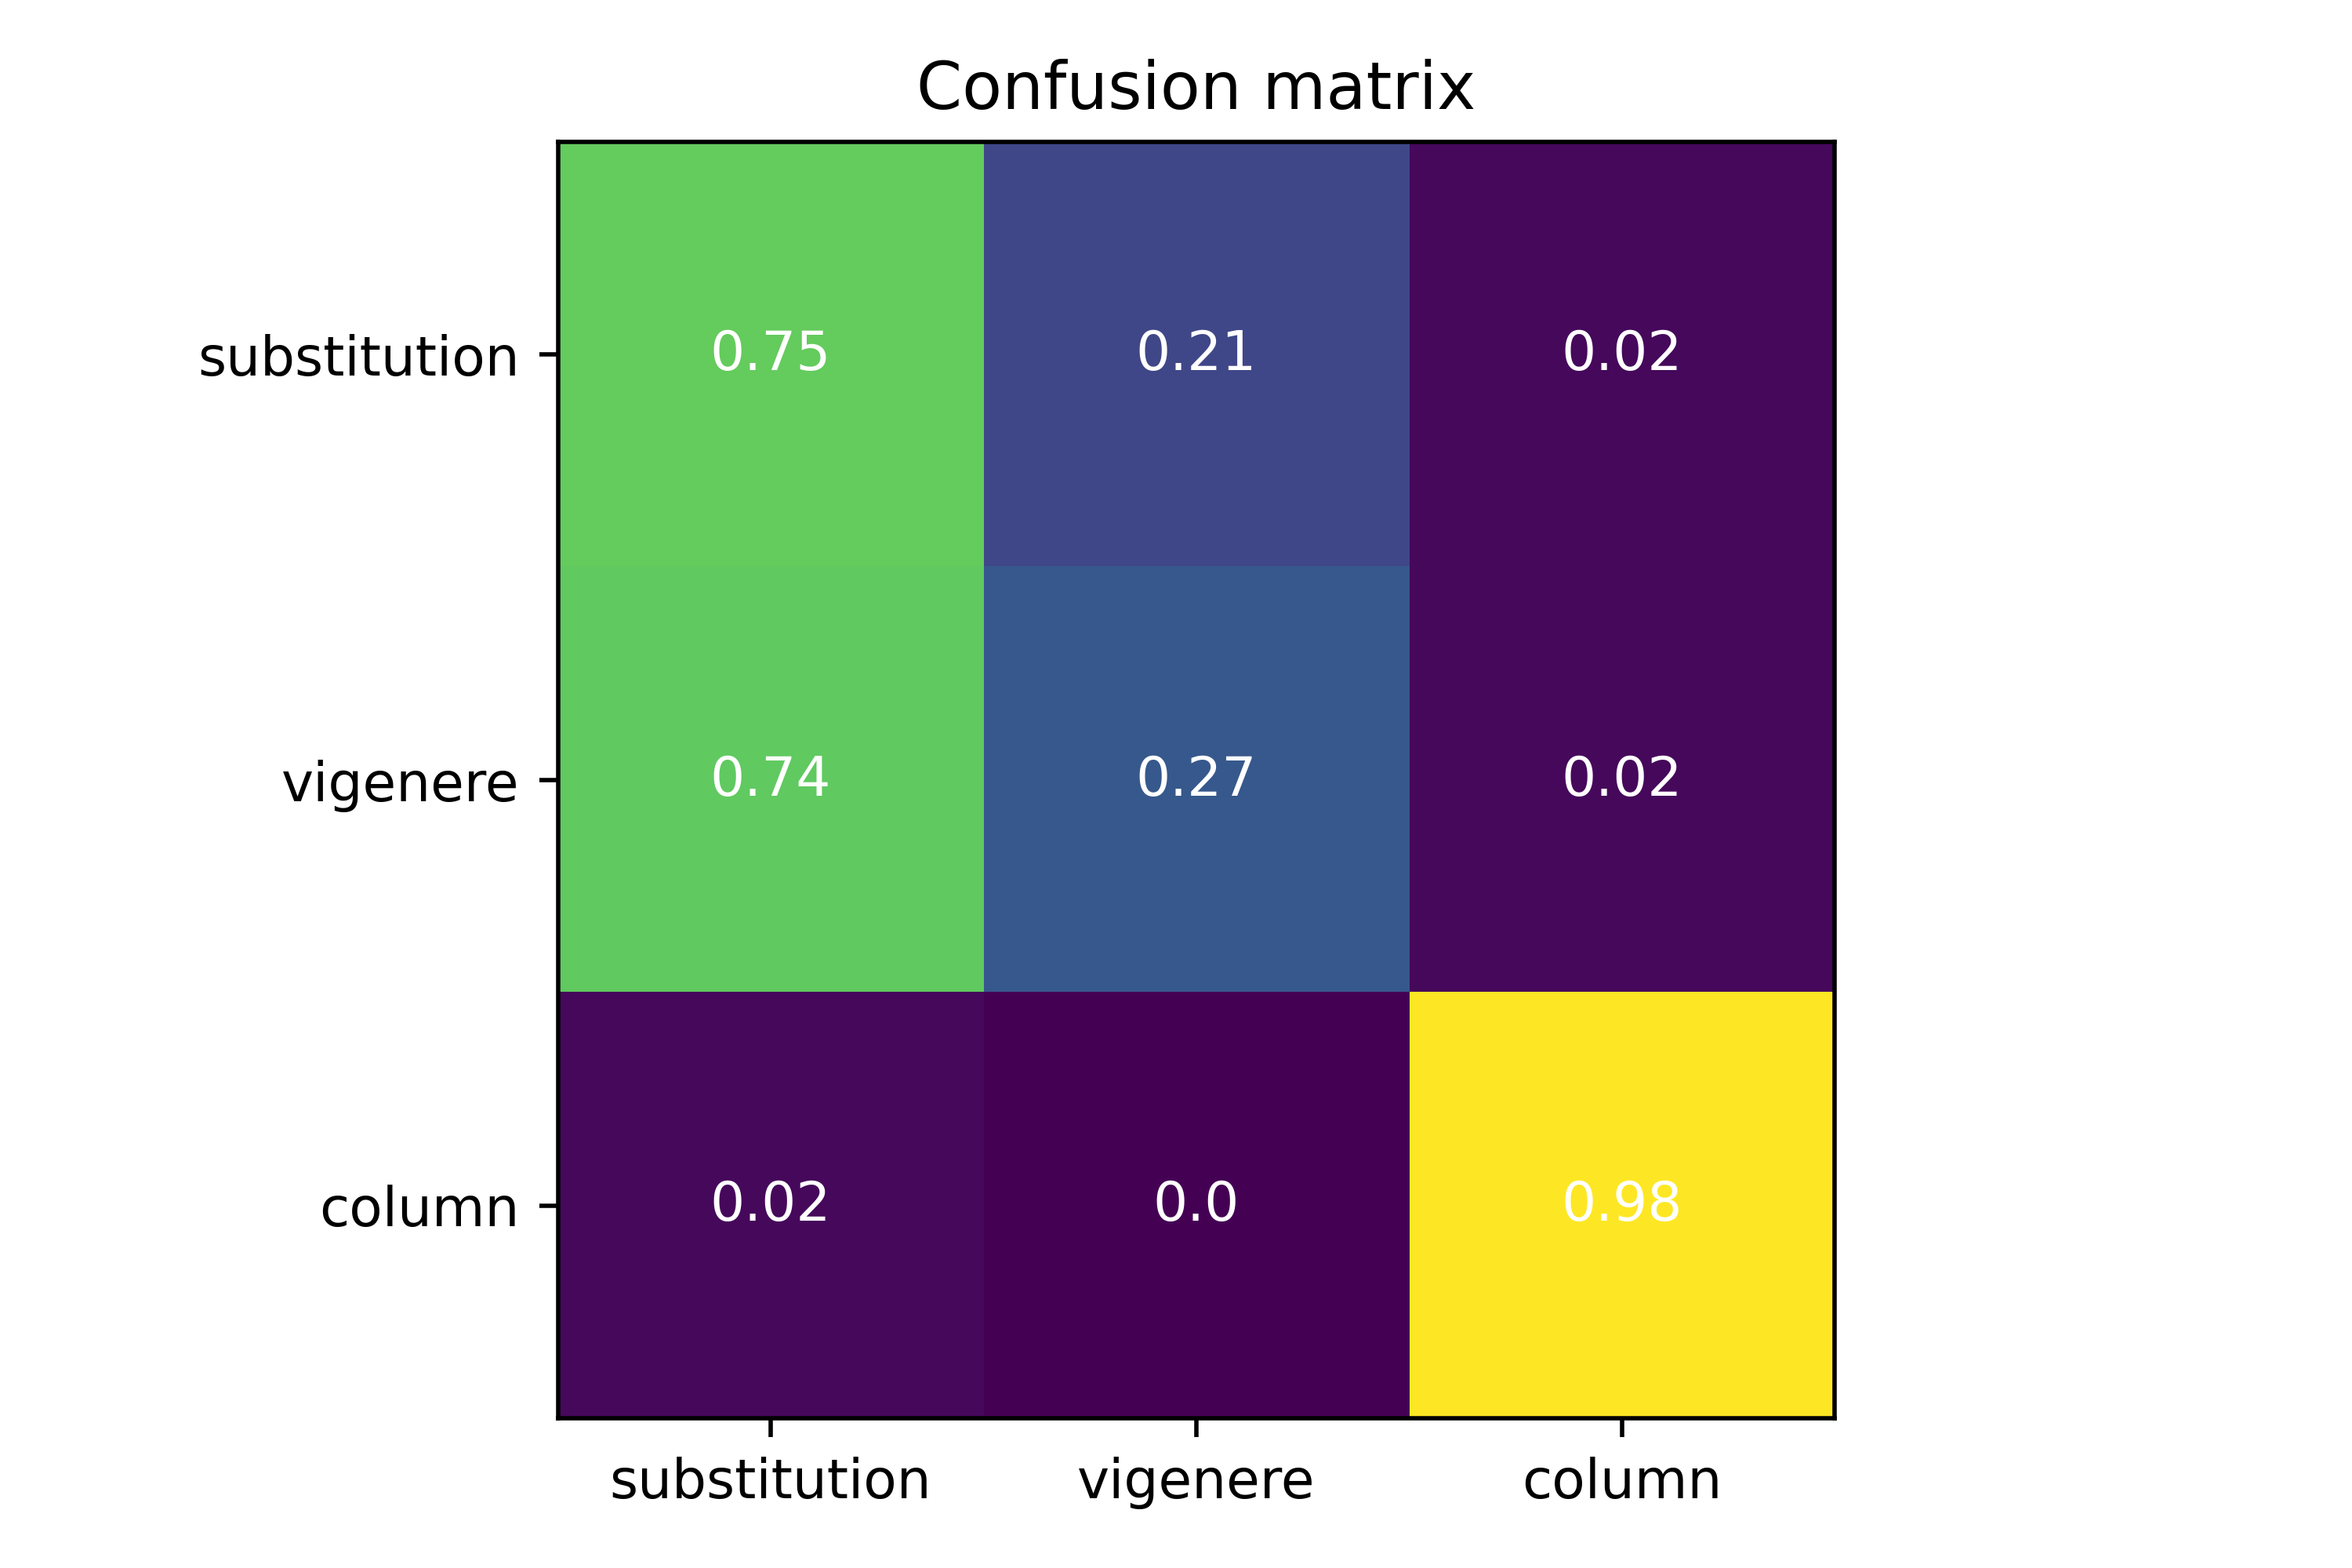 Confusion matrix
substitution 0.75 0.21 0.02
vigenere 0.74 0.27 0.02
column 0.02 0.0 0.98
substitution vigenere column